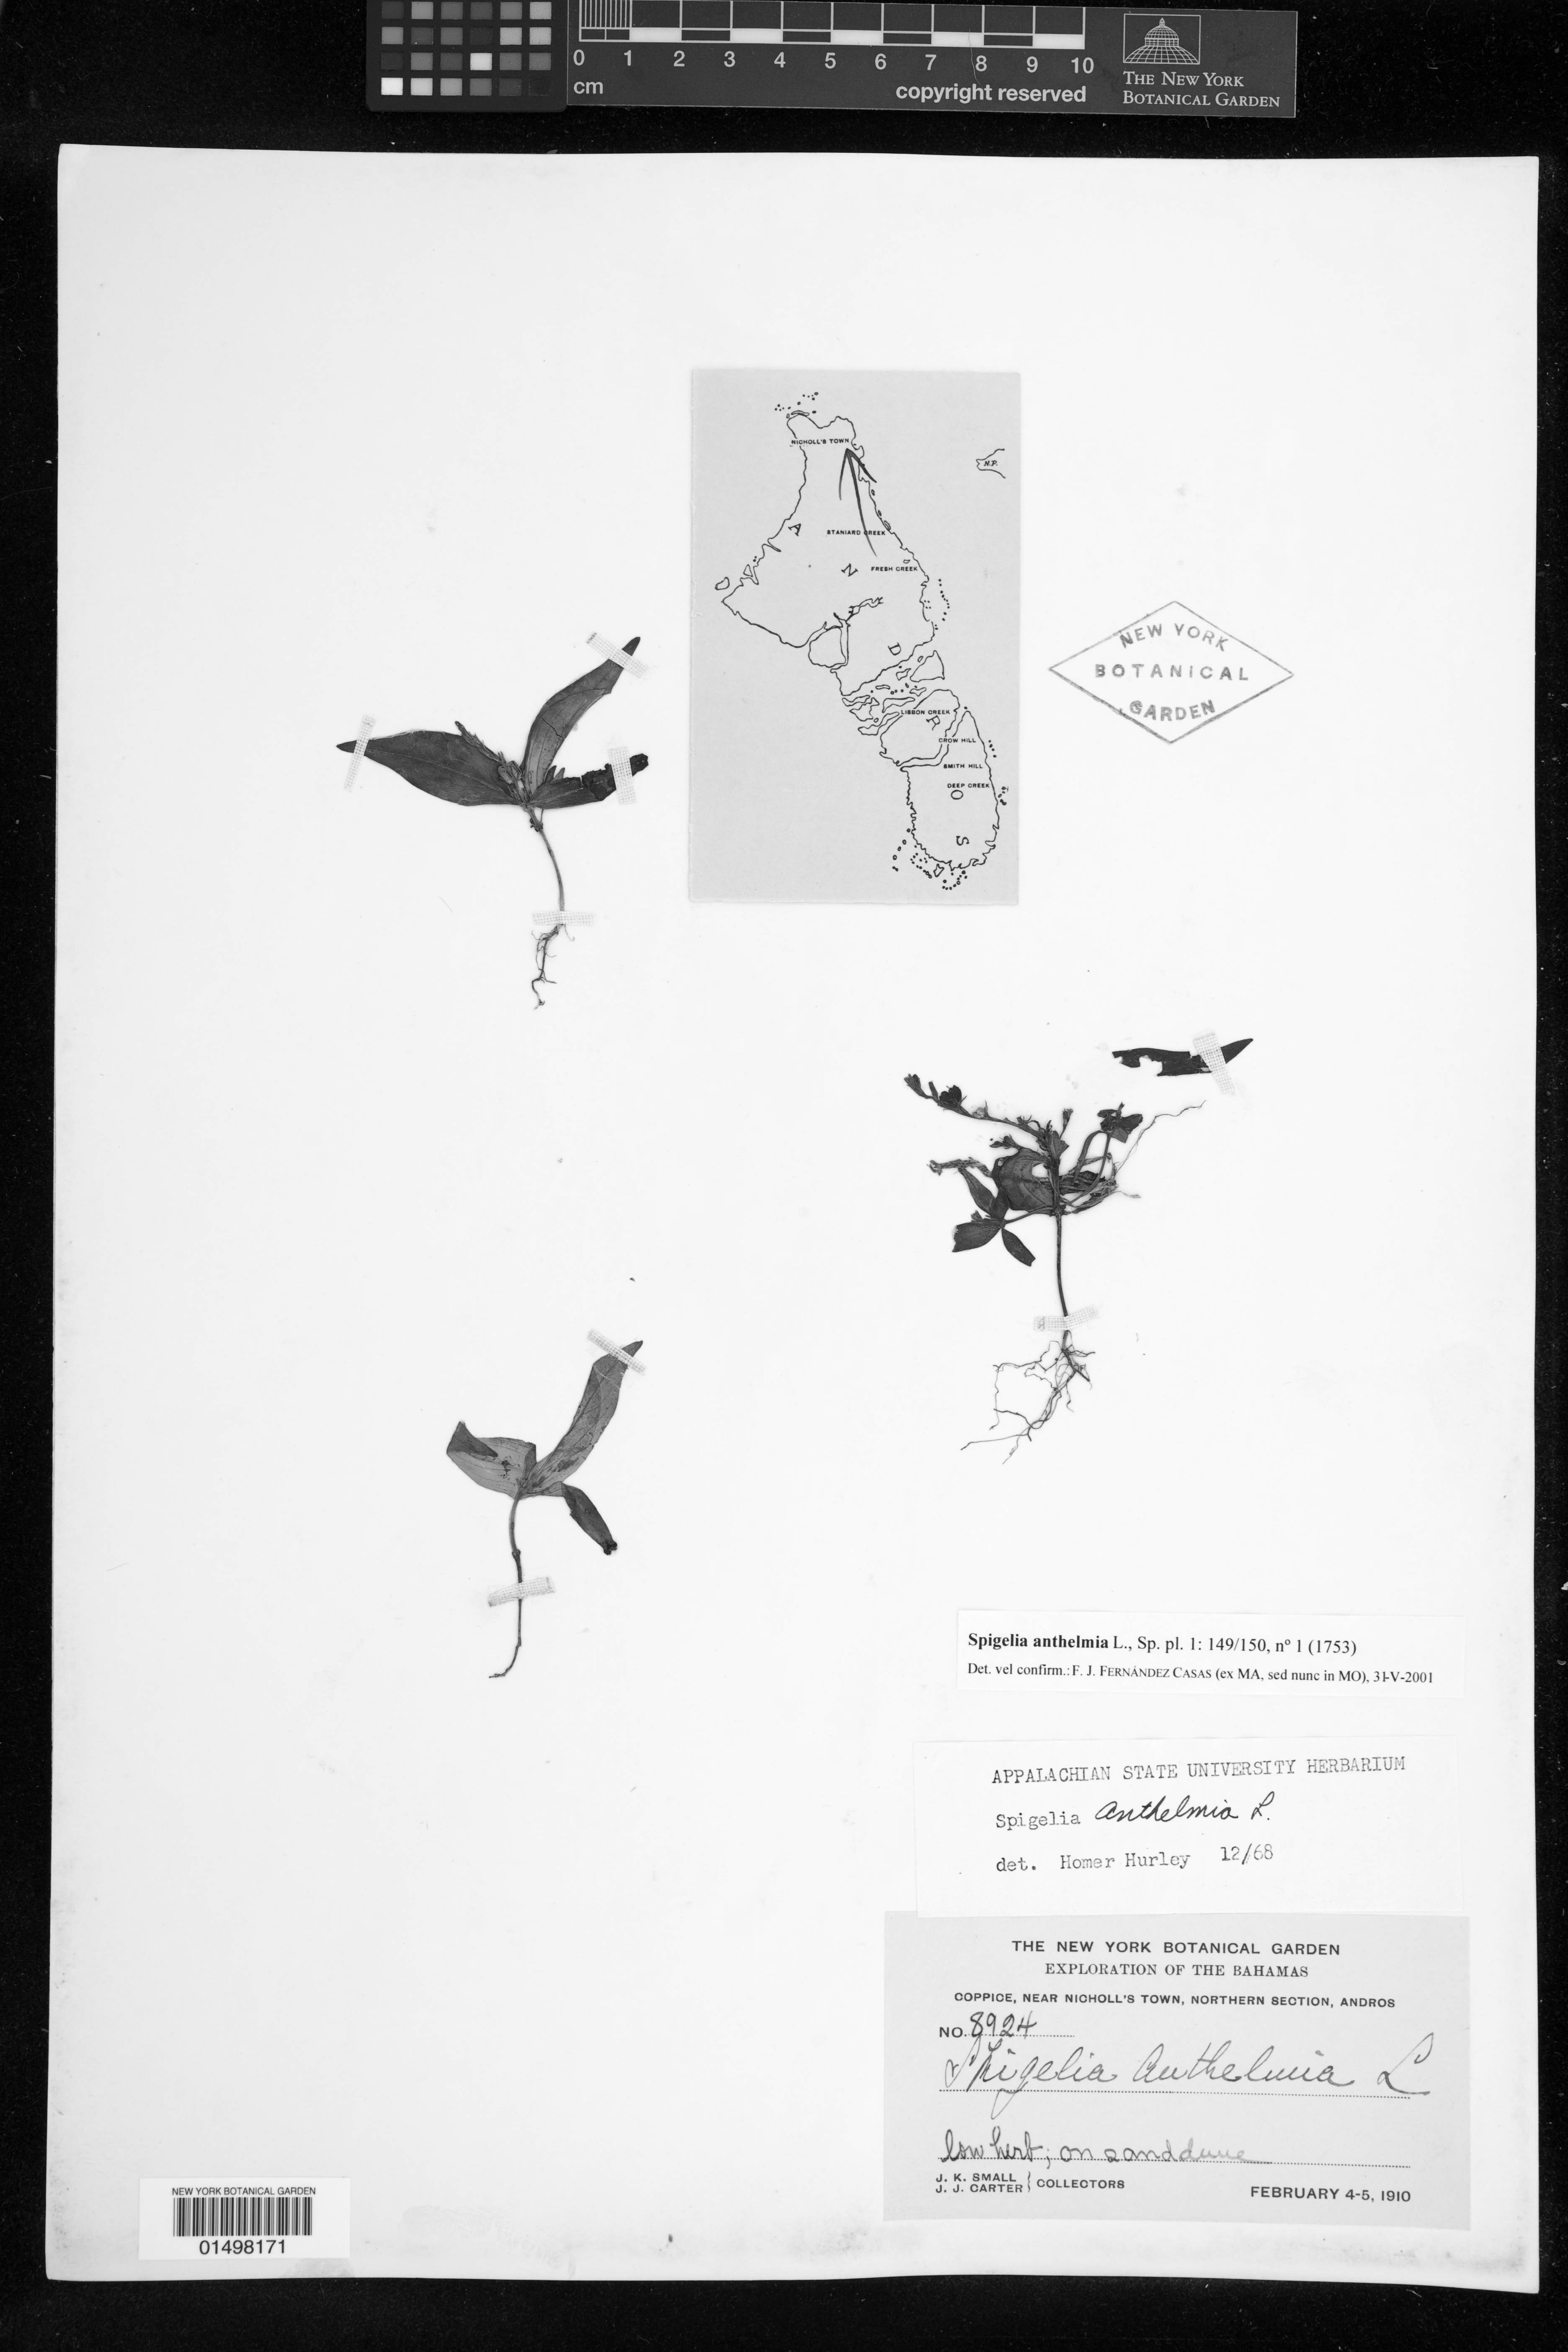 0 1 2 3 4 5 6 7 8 9 10
cm
copyright reserved
THE NEW YORK
BOTANICAL GARDEN
NICHOLL'S TOWN
N.P.
A
STANIARD CREEK
N
FRESH CREEK
D
LISBON CREEK
R
CROW HILL
SMITH HILL
DEEP CREEK
O
S
NEW YORK
BOTANICAL
GARDEN
Spigelia anthelmia L., Sp. pl. 1: 149/150, nº 1 (1753)
Det. vel confirm.: F. J. FERNÁNDEZ CASAS (ex MA, sed nunc in MO), 31-V-2001
APPALACHIAN STATE UNIVERSITY HERBARIUM
Spigelia anthelmia L.
det. Homer Hurley 12/68
THE NEW YORK BOTANICAL GARDEN
EXPLORATION OF THE BAHAMAS
COPPICE, NEAR NICHOLL'S TOWN, NORTHERN SECTION, ANDROS
NO. 8924
Spigelia Anthelmia L
low herb; on sanddune
J. K. SMALL
J. J. CARTER } COLLECTORS
FEBRUARY 4-5, 1910
NEW YORK BOTANICAL GARDEN
01498171